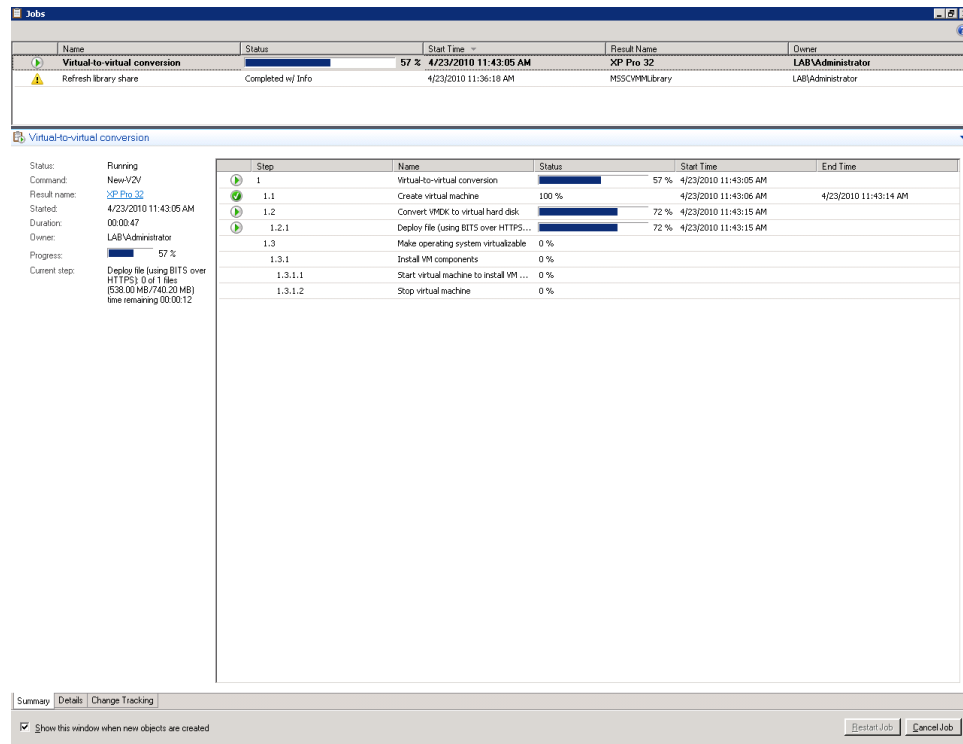 Jobs
Name Status Start Time Result Name Owner
Virtual-to-virtual conversion 57 % 4/23/2010 11:43:05 AM XP Pro 32 LAB\Administrator
Refresh library share Completed w/ Info 4/23/2010 11:36:18 AM MSSCVMMLibrary LAB\Administrator
Virtual-to-virtual conversion
Status: Running
Command: New-V2V
Result name: XP Pro 32
Started: 4/23/2010 11:43:05 AM
Duration: 00:00:47
Owner: LAB\Administrator
Progress: 57 %
Current step: Deploy file (using BITS over
HTTPS): 0 of 1 files
(538.00 MB/740.20 MB)
time remaining 00:00:12
Step Name Status Start Time End Time
1 Virtual-to-virtual conversion 57 % 4/23/2010 11:43:05 AM
1.1 Create virtual machine 100 % 4/23/2010 11:43:06 AM 4/23/2010 11:43:14 AM
1.2 Convert VMDK to virtual hard disk 72 % 4/23/2010 11:43:15 AM
1.2.1 Deploy file (using BITS over HTTPS... 72 % 4/23/2010 11:43:15 AM
1.3 Make operating system virtualizable 0 %
1.3.1 Install VM components 0 %
1.3.1.1 Start virtual machine to install VM ... 0 %
1.3.1.2 Stop virtual machine 0 %
Summary Details Change Tracking
Show this window when new objects are created
Restart Job Cancel Job